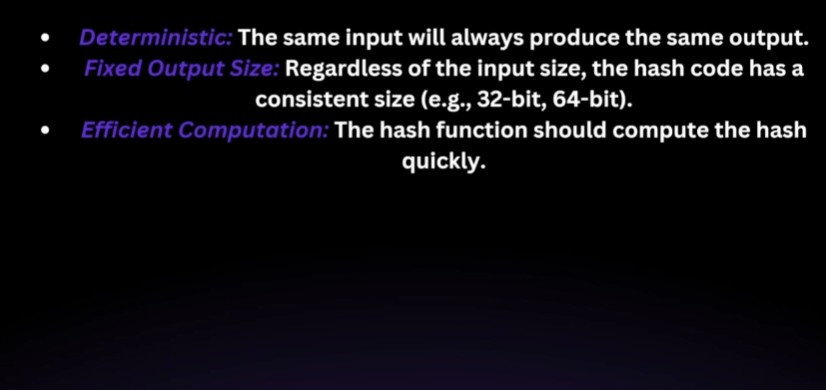 • Deterministic: The same input will always produce the same output.
• Fixed Output Size: Regardless of the input size, the hash code has a
consistent size (e.g., 32-bit, 64-bit).
• Efficient Computation: The hash function should compute the hash
quickly.